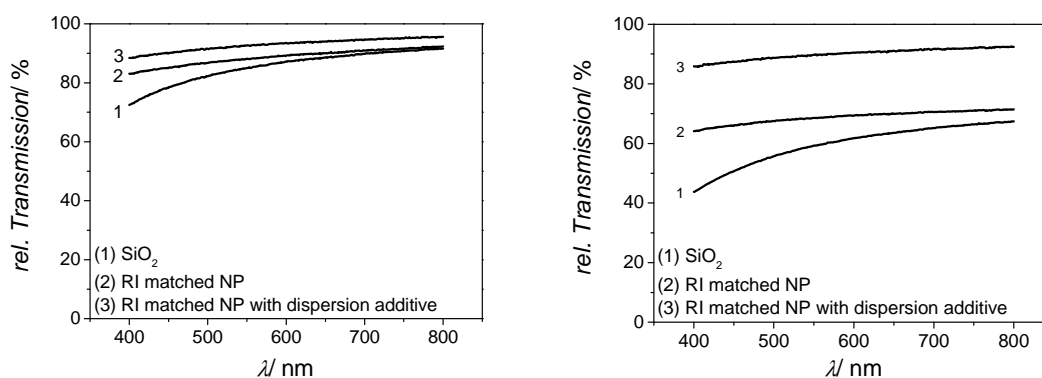 rel. Transmission/ %
100
80
60
40
20
0
3
2
1
(1) SiO₂
(2) RI matched NP
(3) RI matched NP with dispersion additive
400 500 600 700 800
λ/ nm
rel. Transmission/ %
100
80
60
40
20
0
3
2
1
(1) SiO₂
(2) RI matched NP
(3) RI matched NP with dispersion additive
400 500 600 700 800
λ/ nm